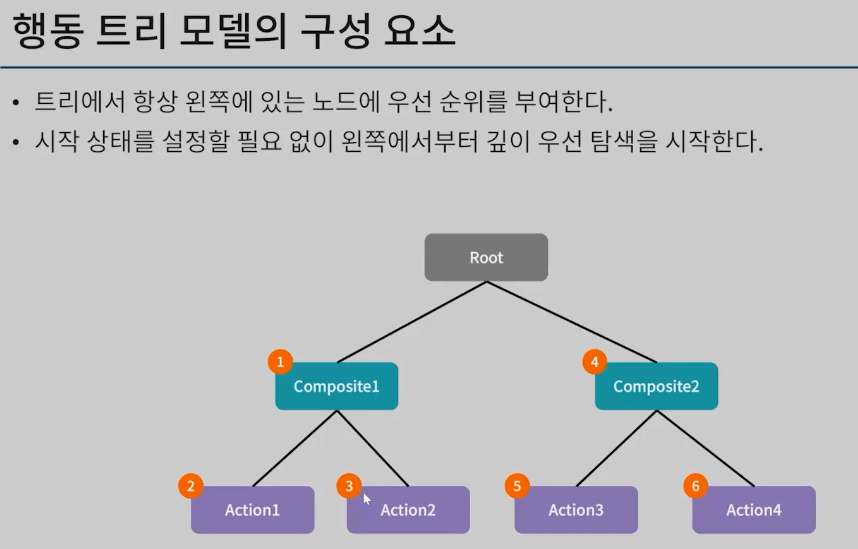 행동 트리 모델의 구성 요소
• 트리에서 항상 왼쪽에 있는 노드에 우선 순위를 부여한다.
• 시작 상태를 설정할 필요 없이 왼쪽에서부터 깊이 우선 탐색을 시작한다.
Root
1 Composite1
4 Composite2
2 Action1
3 Action2
5 Action3
6 Action4